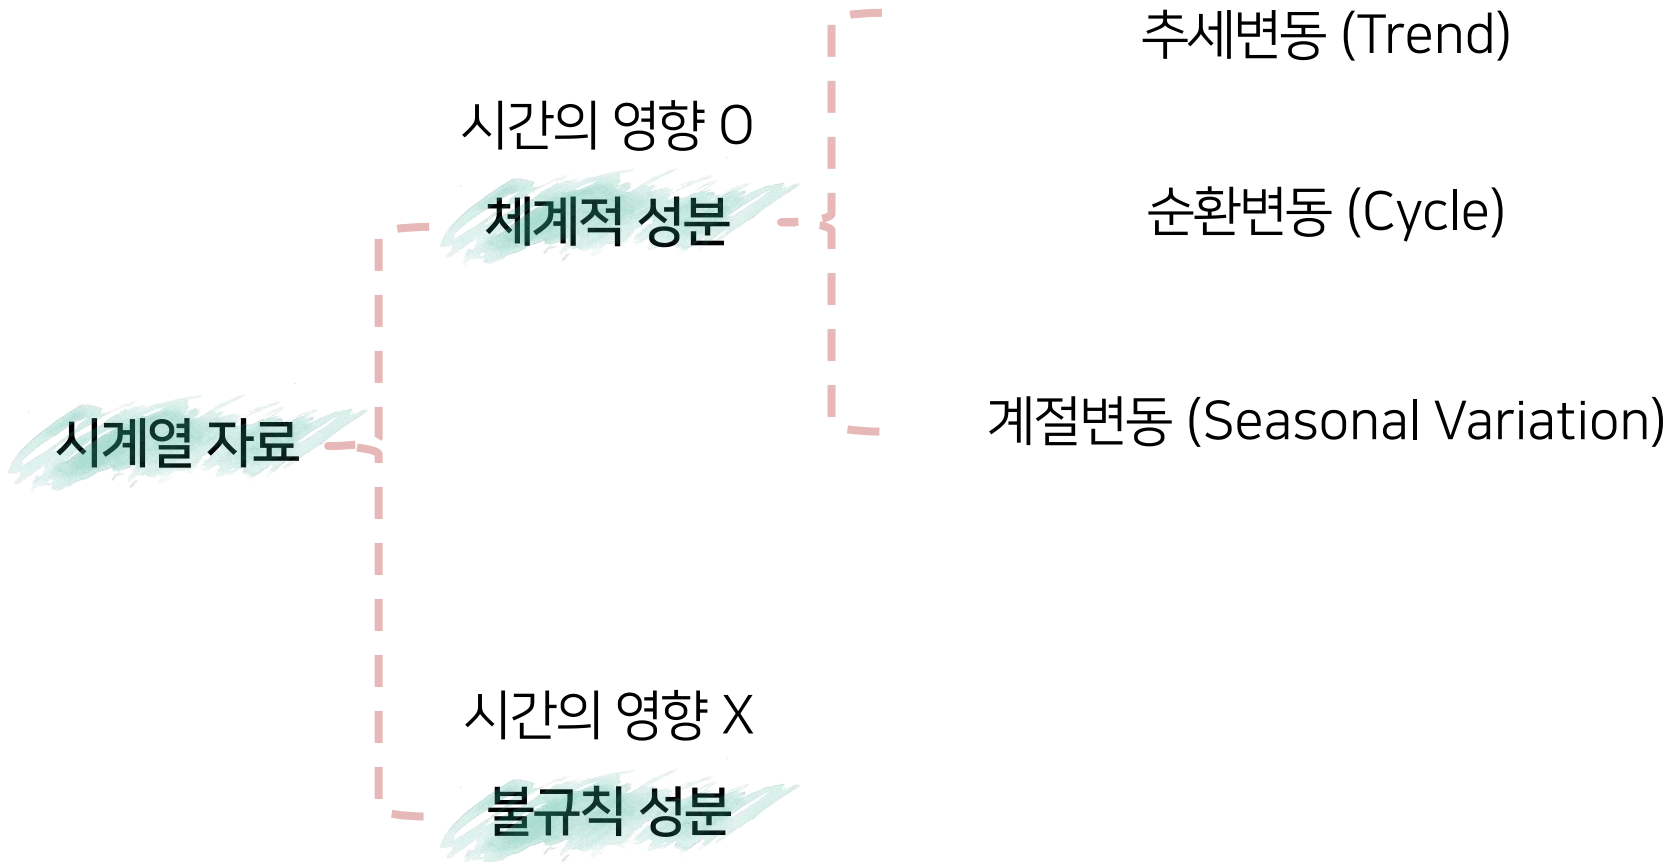 추세변동 (Trend)
시간의 영향 O
체계적 성분
순환변동 (Cycle)
계절변동 (Seasonal Variation)
시계열 자료
시간의 영향 X
불규칙 성분